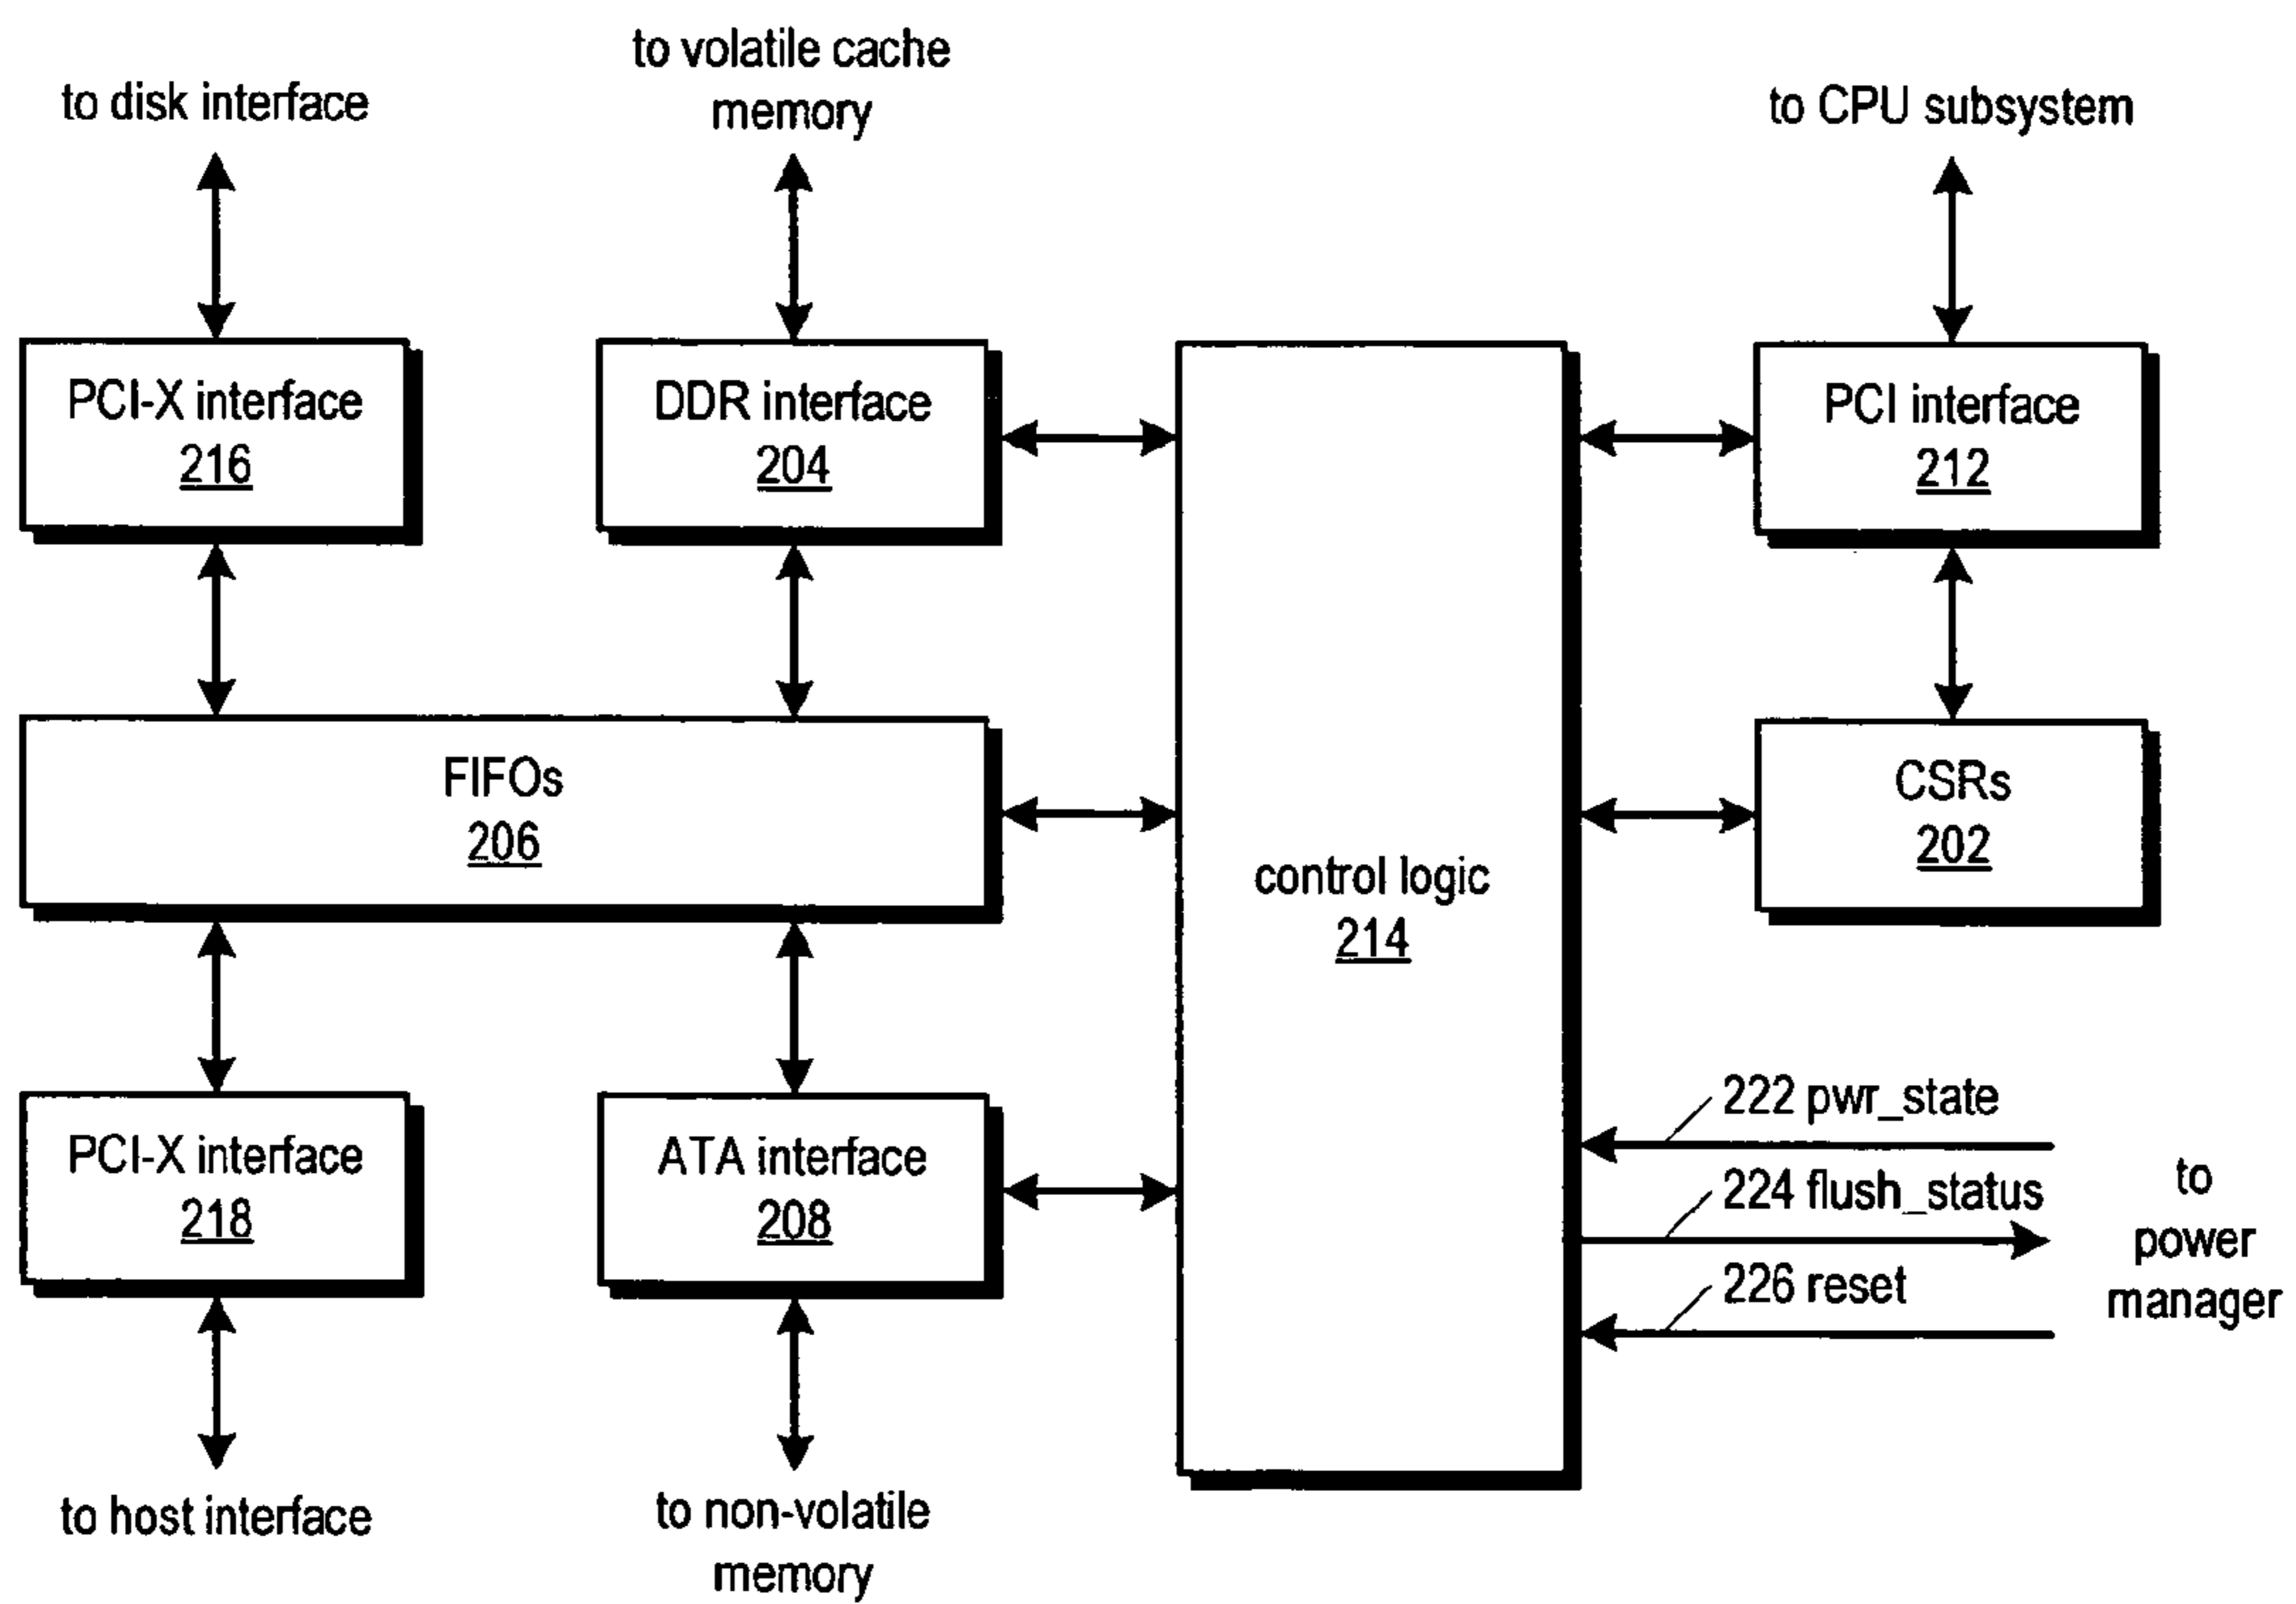 to disk interface
to volatile cache
memory
to CPU subsystem
PCI-X interface
216
DDR interface
204
PCI interface
212
FIFOs
206
control logic
214
CSRs
202
PCI-X interface
218
ATA interface
208
222 pwr_state
224 flush_status
226 reset
to
power
manager
to host interface
to non-volatile
memory